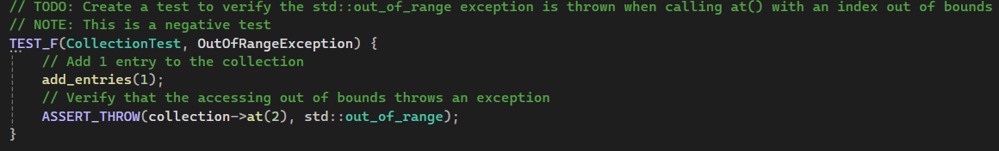 // TODO: Create a test to verify the std::out_of_range exception is thrown when calling at() with an index out of bounds
// NOTE: This is a negative test
TEST_F(CollectionTest, OutOfRangeException) {
    // Add 1 entry to the collection
    add_entries(1);
    // Verify that the accessing out of bounds throws an exception
    ASSERT_THROW(collection->at(2), std::out_of_range);
}